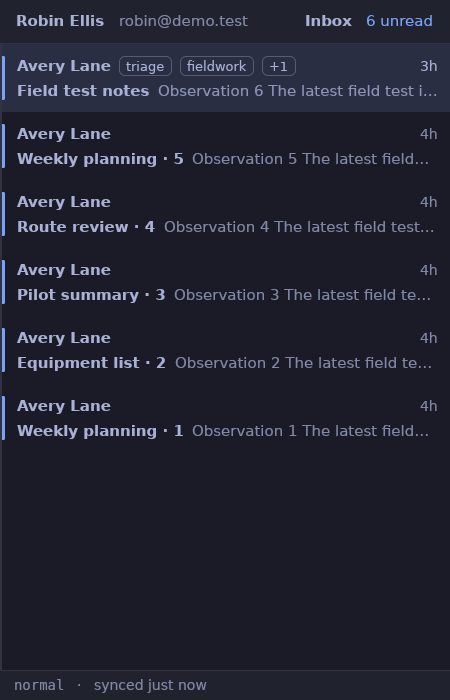 Robin Ellis robin@demo.test Inbox 6 unread
Avery Lane triage fieldwork +1 3h
Field test notes Observation 6 The latest field test i…
Avery Lane 4h
Weekly planning · 5 Observation 5 The latest field…
Avery Lane 4h
Route review · 4 Observation 4 The latest field test…
Avery Lane 4h
Pilot summary · 3 Observation 3 The latest field te…
Avery Lane 4h
Equipment list · 2 Observation 2 The latest field te…
Avery Lane 4h
Weekly planning · 1 Observation 1 The latest field…
normal · synced just now